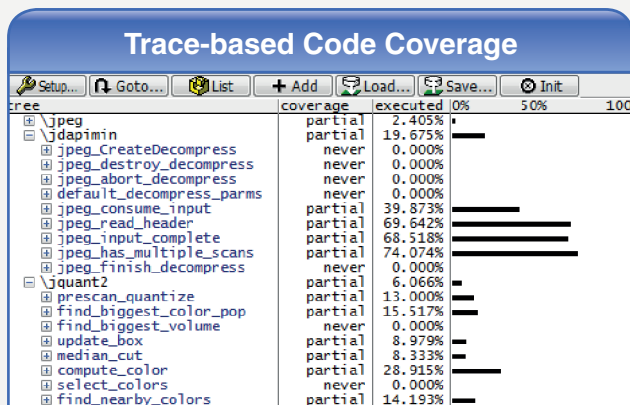 Trace-based Code Coverage
Setup... Goto... List Add Load... Save... Init
tree coverage executed 0% 50% 100
\jpeg partial 2.405%
\jdapimin partial 19.675%
jpeg_CreateDecompress never 0.000%
jpeg_destroy_decompress never 0.000%
jpeg_abort_decompress never 0.000%
default_decompress_parms never 0.000%
jpeg_consume_input partial 39.873%
jpeg_read_header partial 69.642%
jpeg_input_complete partial 68.518%
jpeg_has_multiple_scans partial 74.074%
jpeg_finish_decompress never 0.000%
\jquant2 partial 6.066%
prescan_quantize partial 13.000%
find_biggest_color_pop partial 15.517%
find_biggest_volume never 0.000%
update_box partial 8.979%
median_cut partial 8.333%
compute_color partial 28.915%
select_colors never 0.000%
find_nearby_colors partial 14.193%